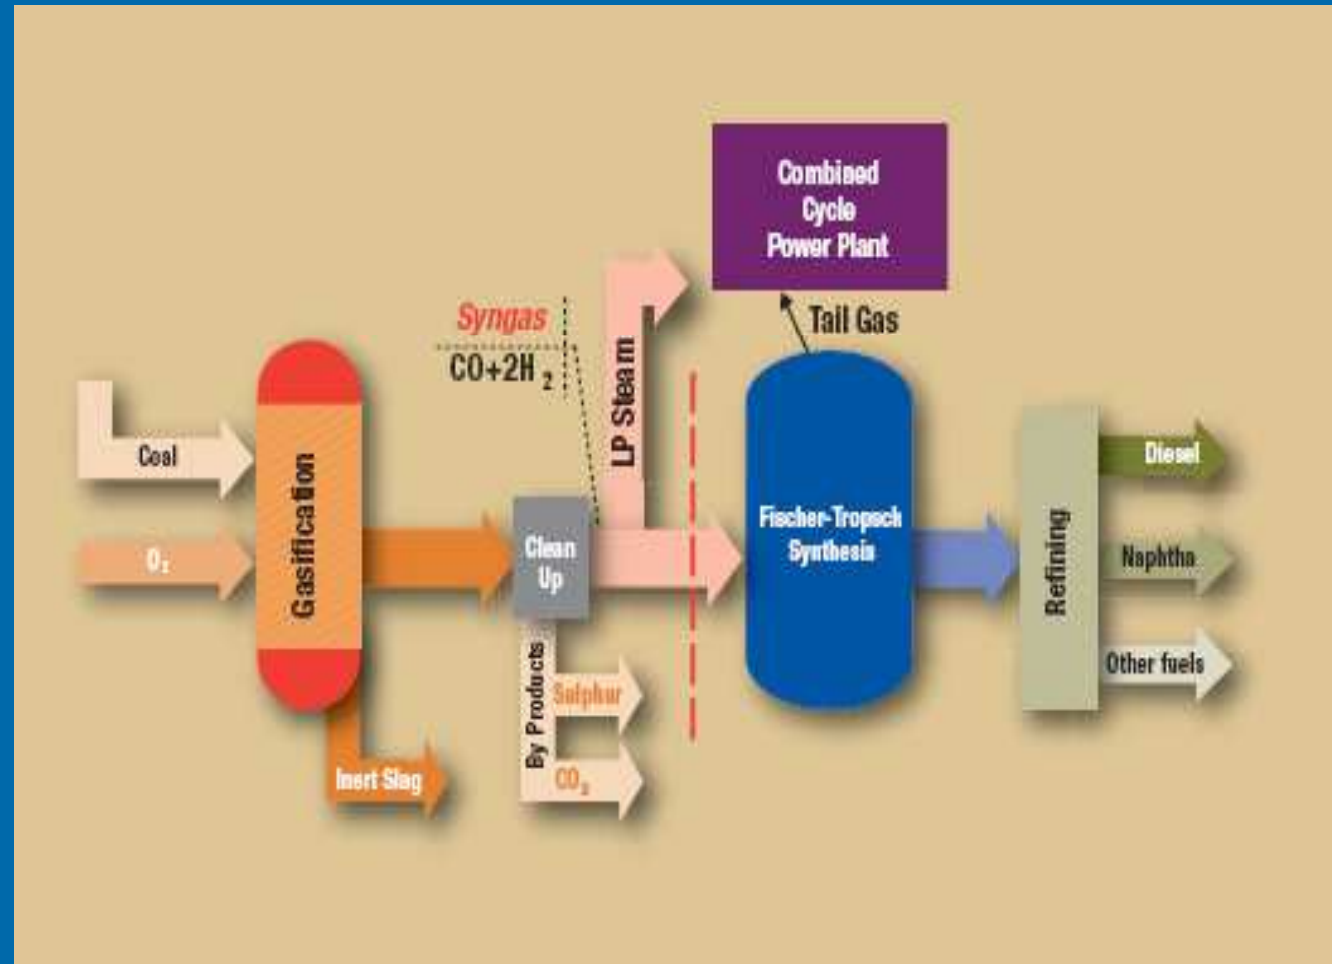 Combined
Cycle
Power Plant
Syngas
CO+2H2
Tail Gas
LP Steam
Coal
O2
Gasification
Clean
Up
Fischer-Tropsch
Synthesis
Refining
Diesel
Naphtha
Other fuels
By Products
Sulphur
CO2
Inert Slag